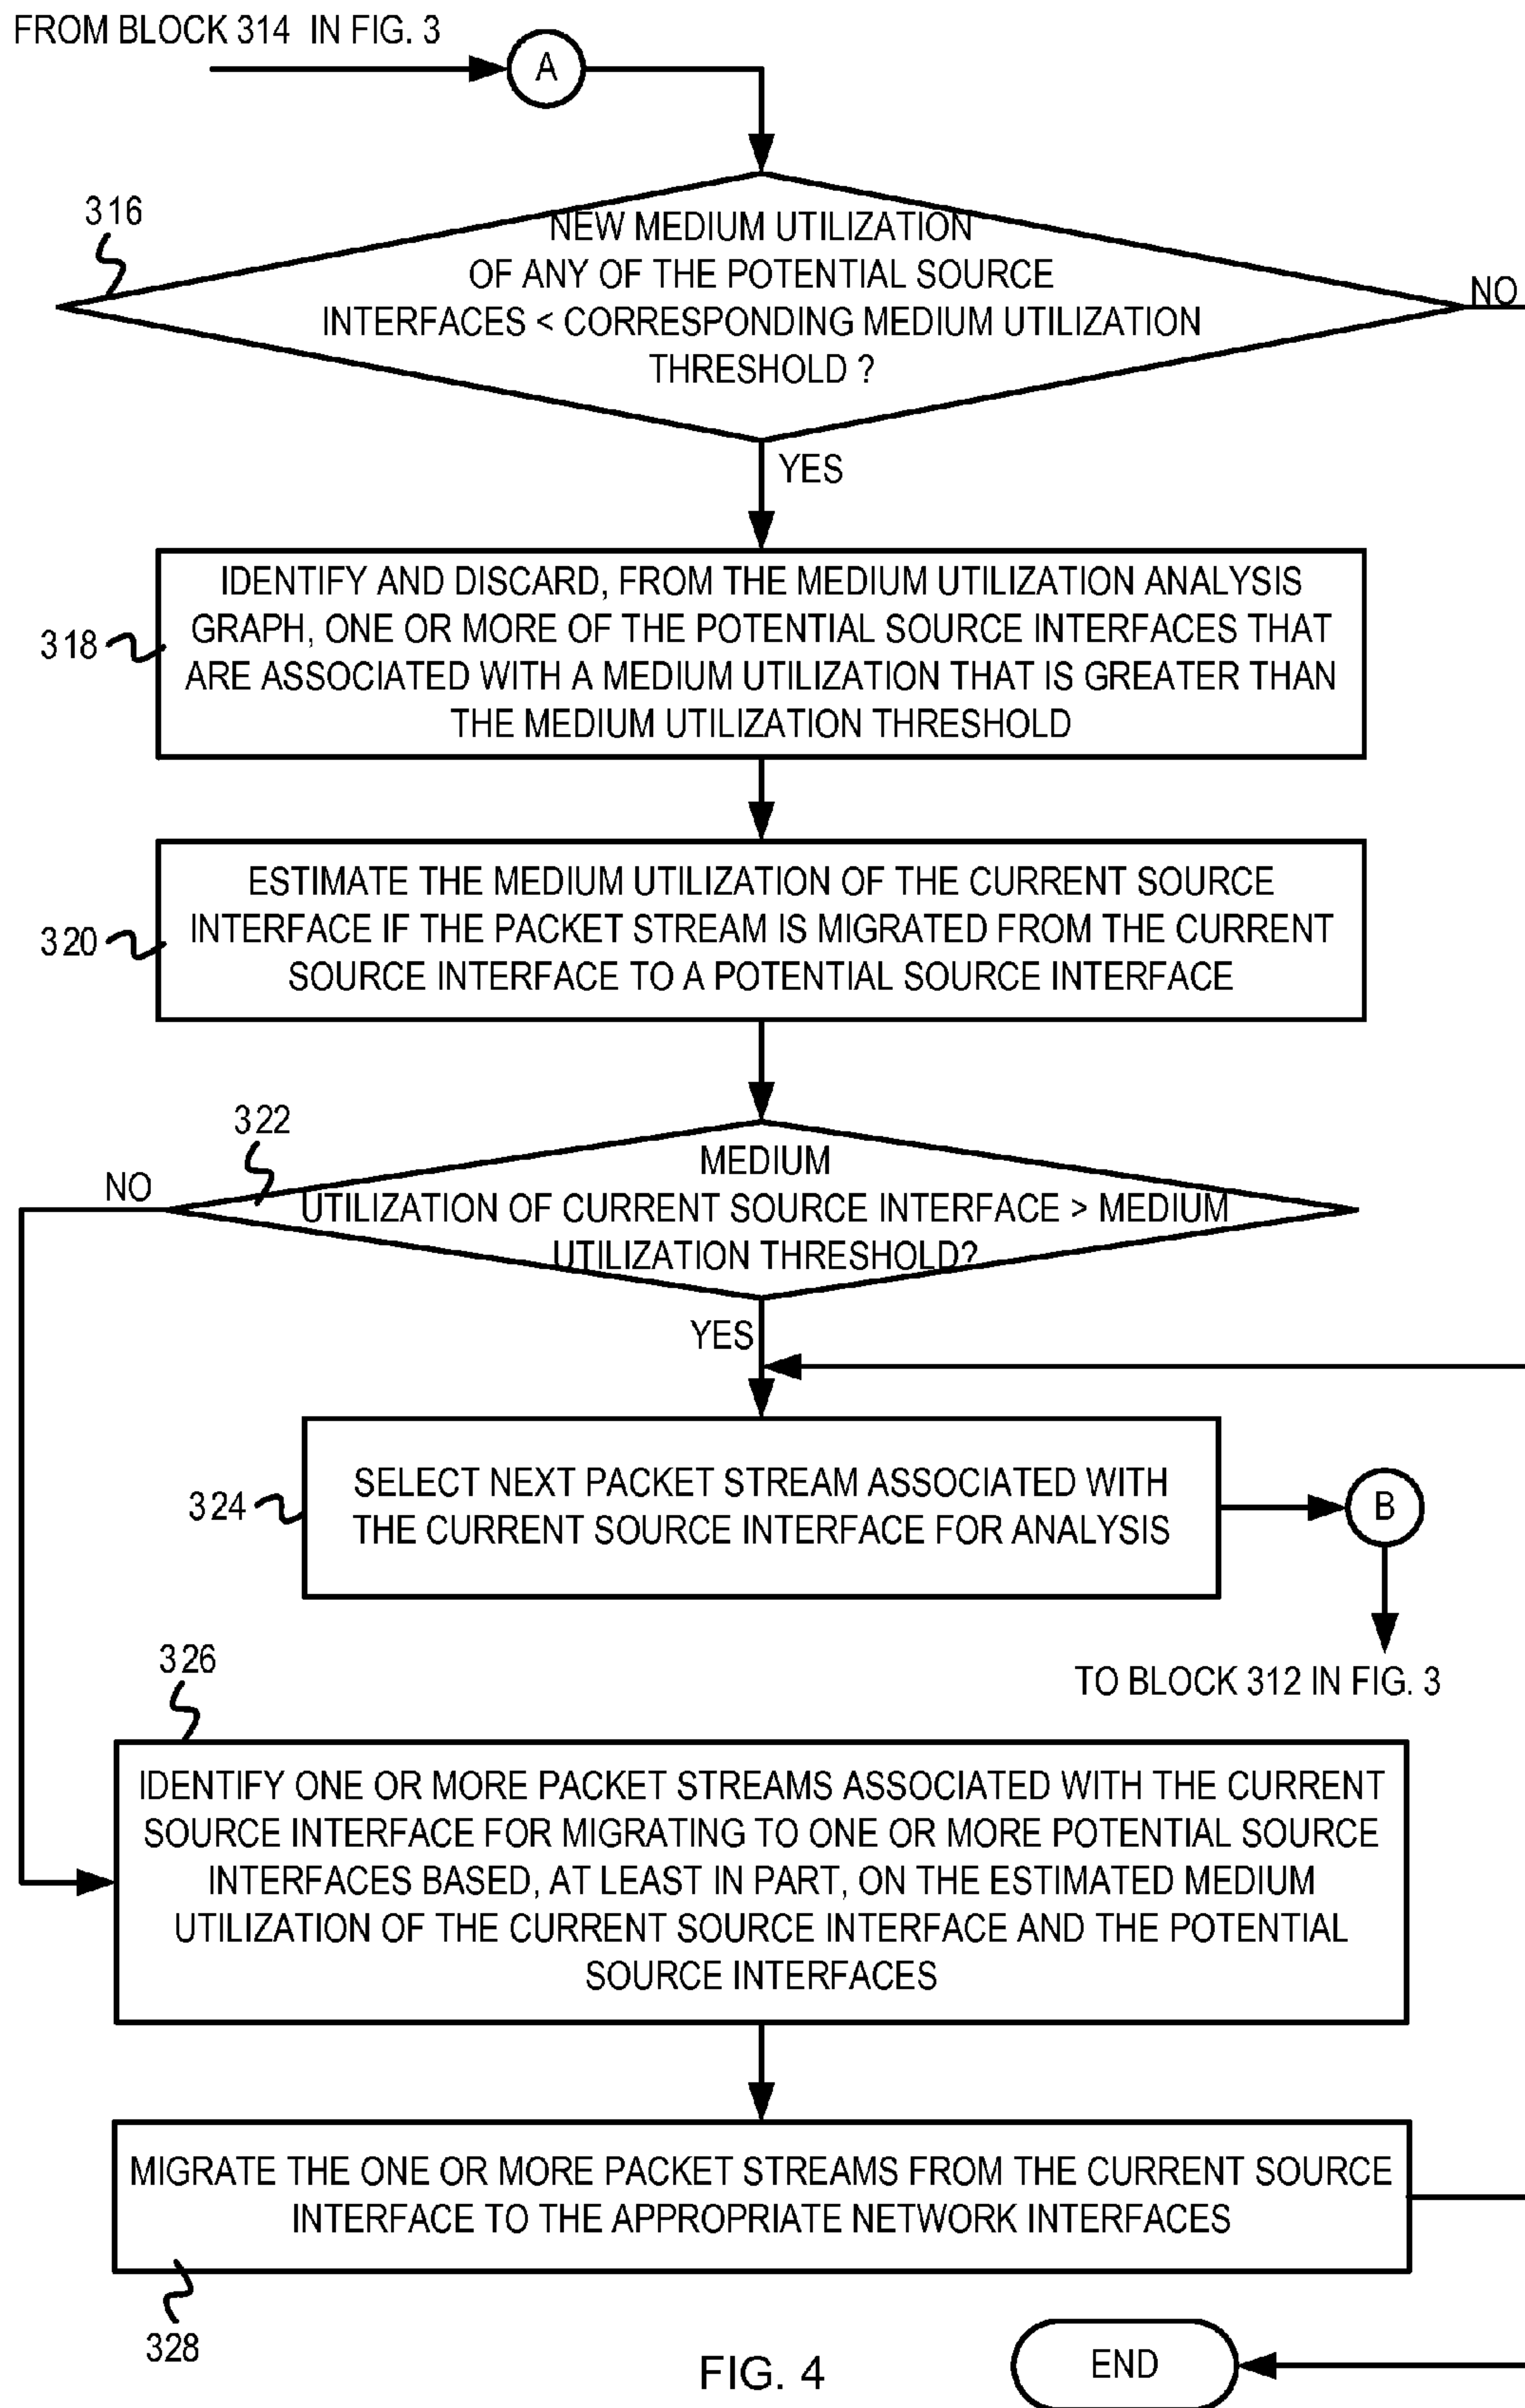 FROM BLOCK 314 IN FIG. 3
A
316
NEW MEDIUM UTILIZATION
OF ANY OF THE POTENTIAL SOURCE
INTERFACES < CORRESPONDING MEDIUM UTILIZATION
THRESHOLD ?
NO
YES
318
IDENTIFY AND DISCARD, FROM THE MEDIUM UTILIZATION ANALYSIS
GRAPH, ONE OR MORE OF THE POTENTIAL SOURCE INTERFACES THAT
ARE ASSOCIATED WITH A MEDIUM UTILIZATION THAT IS GREATER THAN
THE MEDIUM UTILIZATION THRESHOLD
320
ESTIMATE THE MEDIUM UTILIZATION OF THE CURRENT SOURCE
INTERFACE IF THE PACKET STREAM IS MIGRATED FROM THE CURRENT
SOURCE INTERFACE TO A POTENTIAL SOURCE INTERFACE
322
NO
MEDIUM
UTILIZATION OF CURRENT SOURCE INTERFACE > MEDIUM
UTILIZATION THRESHOLD?
YES
324
SELECT NEXT PACKET STREAM ASSOCIATED WITH
THE CURRENT SOURCE INTERFACE FOR ANALYSIS
B
TO BLOCK 312 IN FIG. 3
326
IDENTIFY ONE OR MORE PACKET STREAMS ASSOCIATED WITH THE CURRENT
SOURCE INTERFACE FOR MIGRATING TO ONE OR MORE POTENTIAL SOURCE
INTERFACES BASED, AT LEAST IN PART, ON THE ESTIMATED MEDIUM
UTILIZATION OF THE CURRENT SOURCE INTERFACE AND THE POTENTIAL
SOURCE INTERFACES
MIGRATE THE ONE OR MORE PACKET STREAMS FROM THE CURRENT SOURCE
INTERFACE TO THE APPROPRIATE NETWORK INTERFACES
328
END
FIG. 4